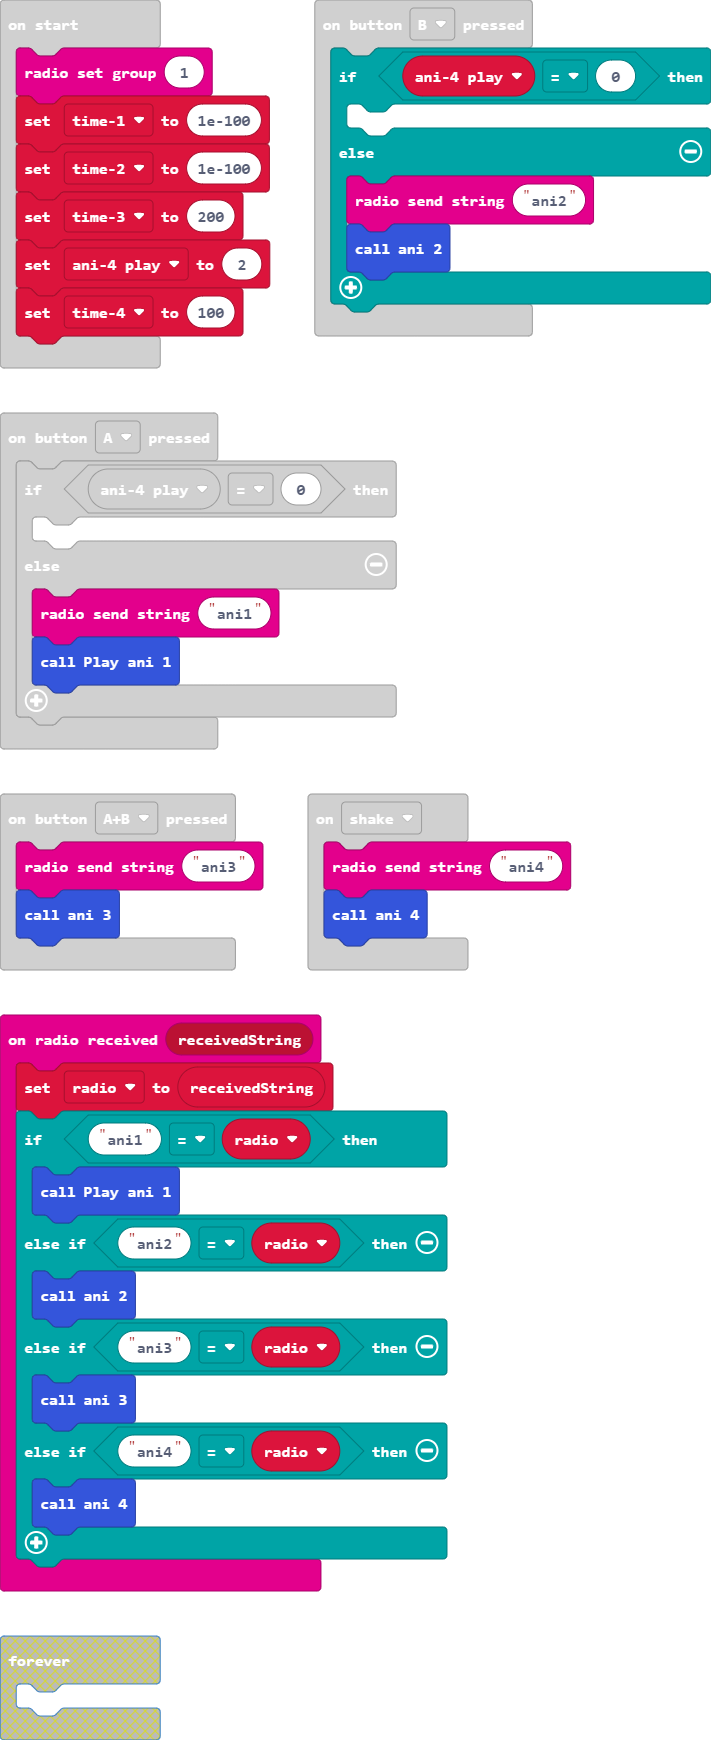 on start
radio set group 1
set time-1 to 1e-100
set time-2 to 1e-100
set time-3 to 200
set ani-4 play to 2
set time-4 to 100
on button B pressed
if ani-4 play = 0 then
else
radio send string "ani2"
call ani 2
on button A pressed
if ani-4 play = 0 then
else
radio send string "ani1"
call Play ani 1
on button A+B pressed
radio send string "ani3"
call ani 3
on shake
radio send string "ani4"
call ani 4
on radio received receivedString
set radio to receivedString
if "ani1" = radio then
call Play ani 1
else if "ani2" = radio then
call ani 2
else if "ani3" = radio then
call ani 3
else if "ani4" = radio then
call ani 4
forever